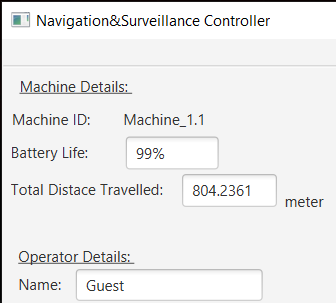 Navigation&Surveillance Controller
Machine Details:
Machine ID: Machine_1.1
Battery Life: 99%
Total Distace Travelled: 804.2361 meter
Operator Details:
Name: Guest